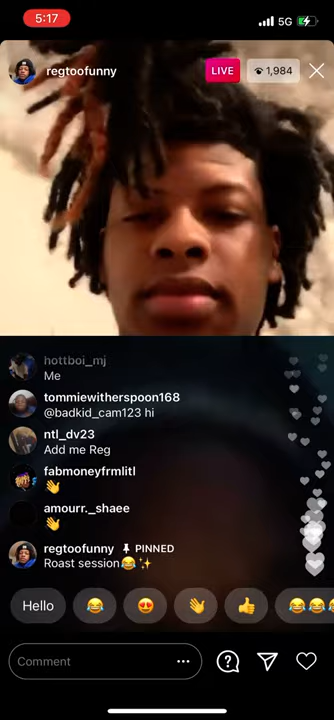 5:17
5G
regtoofunny
LIVE
1,984
hottboi_mj
Me
tommiewitherspoon168
@badkid_cam123 hi
ntl_dv23
Add me Reg
fabmoneyfrmlitl
👋
amourr._shaee
👋
regtoofunny PINNED
Roast session😂✨
Hello 😂 😍 👋 👍 😂😂😂
Comment